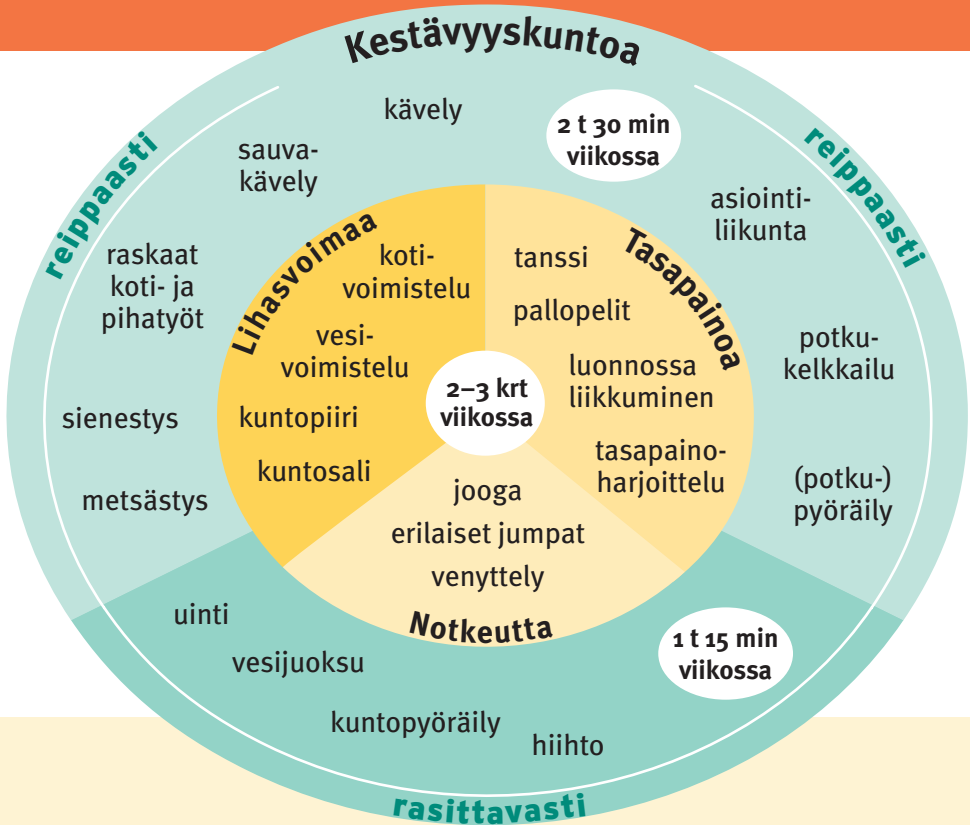 Kestävyyskuntoa
reippaasti
reippaasti
kävely
2 t 30 min
viikossa
sauva-
kävely
asiointi-
liikunta
raskaat
koti- ja
pihatyöt
potku-
kelkkailu
sienestys
metsästys
(potku-)
pyöräily
Lihasvoimaa
koti-
voimistelu
vesi-
voimistelu
kuntopiiri
kuntosali
Tasapainoa
tanssi
pallopelit
luonnossa
liikkuminen
tasapaino-
harjoittelu
2–3 krt
viikossa
jooga
erilaiset jumpat
venyttely
Notkeutta
uinti
vesijuoksu
kuntopyöräily
hiihto
1 t 15 min
viikossa
rasittavasti